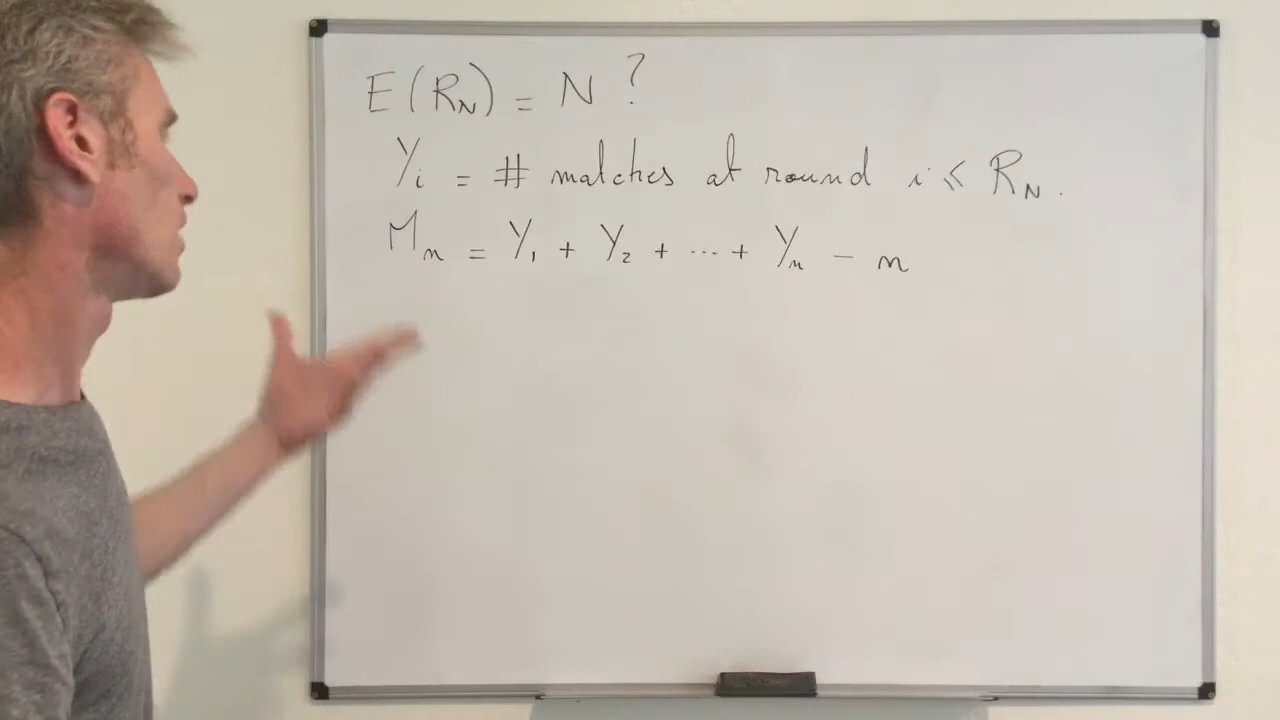 E(R_N) = N ?
Y_i = # matches at round i ⩽ R_N.
M_n = Y_1 + Y_2 + ... + Y_n - n